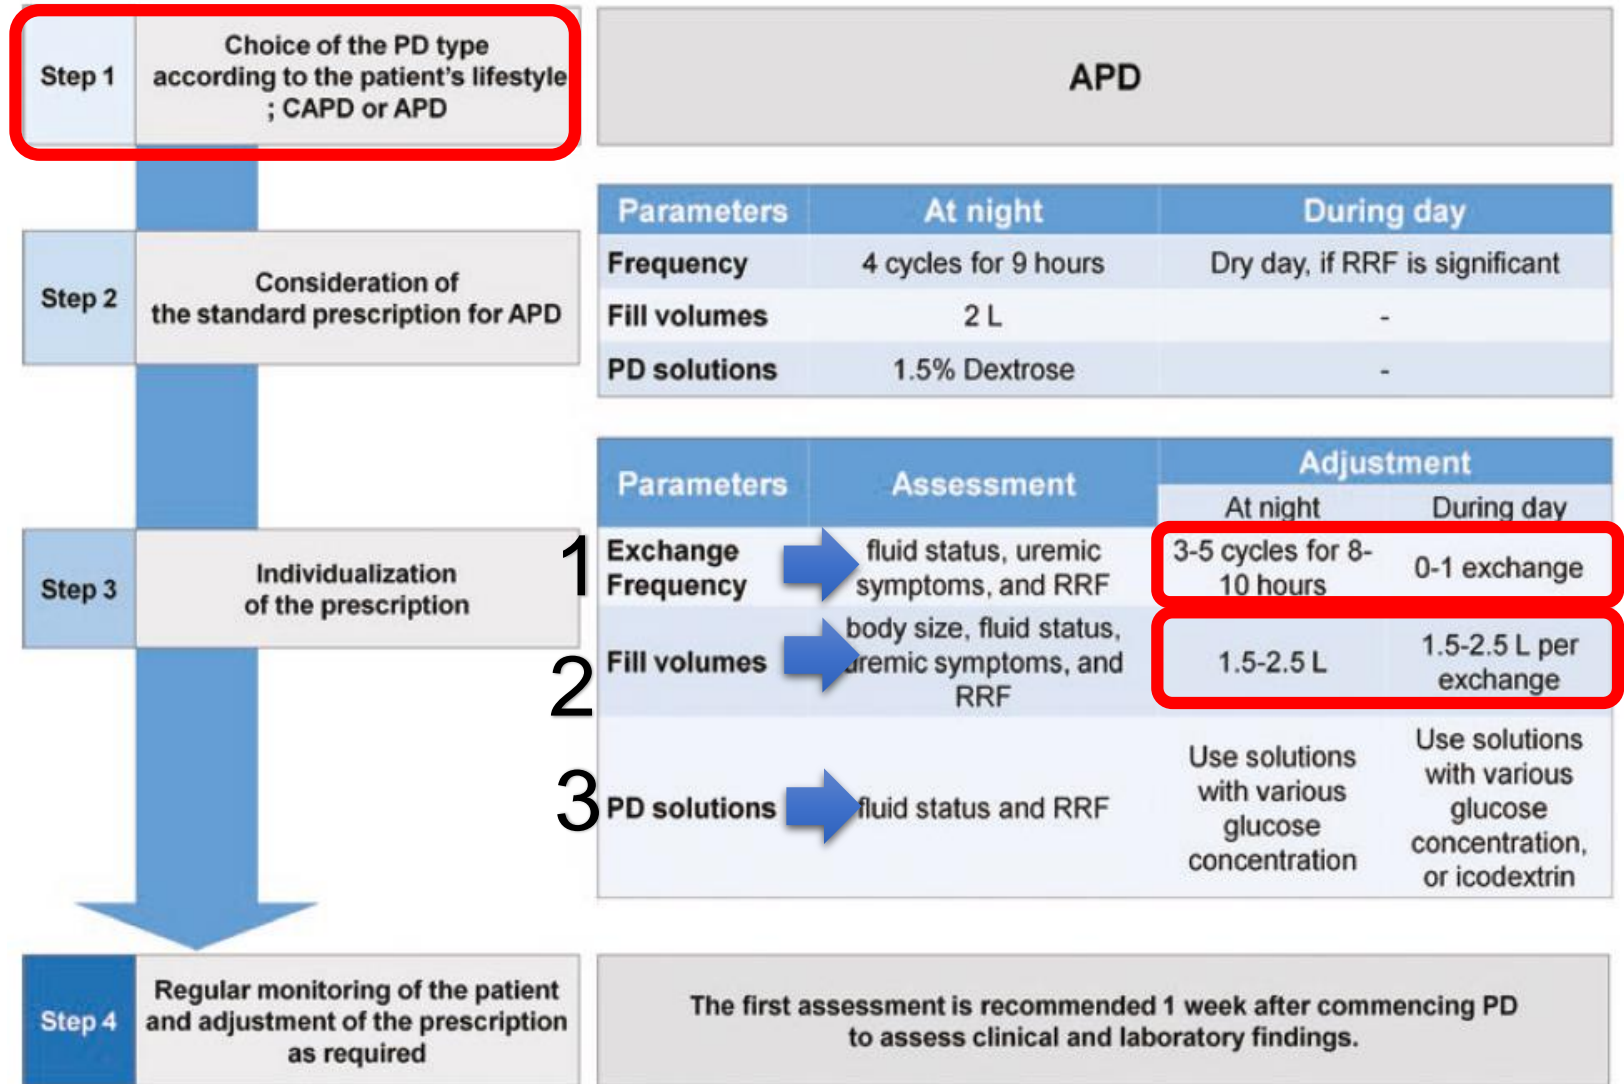 Step 1
Choice of the PD type
according to the patient's lifestyle
; CAPD or APD
APD
Step 2
Consideration of
the standard prescription for APD
Parameters At night During day
Frequency 4 cycles for 9 hours Dry day, if RRF is significant
Fill volumes 2 L -
PD solutions 1.5% Dextrose -
Step 3
Individualization
of the prescription
Parameters Assessment Adjustment
At night During day
1 Exchange
Frequency
fluid status, uremic
symptoms, and RRF
3-5 cycles for 8-
10 hours
0-1 exchange
2 Fill volumes
body size, fluid status,
uremic symptoms, and
RRF
1.5-2.5 L
1.5-2.5 L per
exchange
3 PD solutions
fluid status and RRF
Use solutions
with various
glucose
concentration
Use solutions
with various
glucose
concentration,
or icodextrin
Step 4
Regular monitoring of the patient
and adjustment of the prescription
as required
The first assessment is recommended 1 week after commencing PD
to assess clinical and laboratory findings.